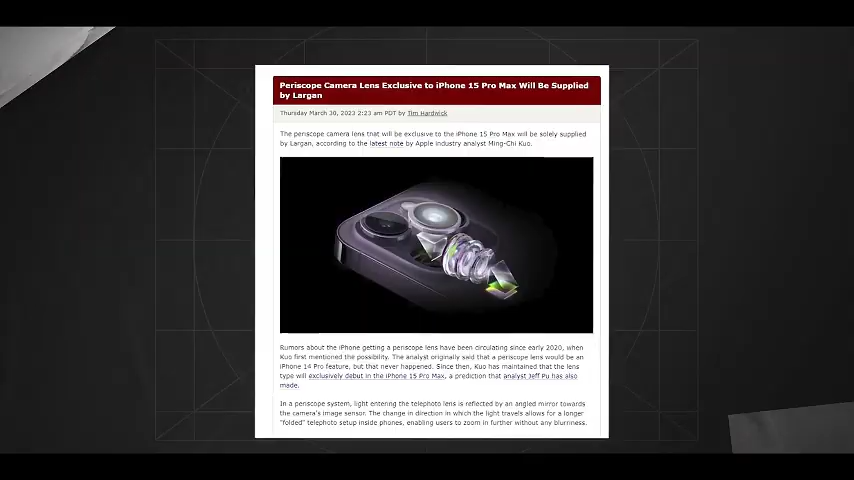 Periscope Camera Lens Exclusive to iPhone 15 Pro Max Will Be Supplied
by Largan
Thursday March 30, 2023 2:23 am PDT by Tim Hardwick
The periscope camera lens that will be exclusive to the iPhone 15 Pro Max will be solely supplied
by Largan, according to the latest note by Apple industry analyst Ming-Chi Kuo.
Rumors about the iPhone getting a periscope lens have been circulating since early 2020, when
Kuo first mentioned the possibility. The analyst originally said that a periscope lens would be an
iPhone 14 Pro feature, but that never happened. Since then, Kuo has maintained that the lens
type will exclusively debut in the iPhone 15 Pro Max, a prediction that analyst Jeff Pu has also
made.
In a periscope system, light entering the telephoto lens is reflected by an angled mirror towards
the camera's image sensor. The change in direction in which the light travels allows for a longer
"folded" telephoto setup inside phones, enabling users to zoom in further without any blurriness.